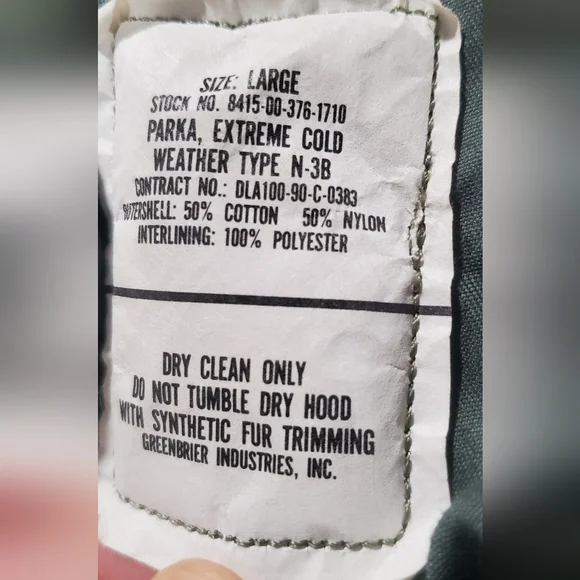 SIZE: LARGE
STOCK NO. 8415-00-376-1710
PARKA, EXTREME COLD
WEATHER TYPE N-3B
CONTRACT NO.: DLA100-90-C-0383
50% COTTON 50% NYLON
INTERLINING: 100% POLYESTER
DRY CLEAN ONLY
DO NOT TUMBLE DRY HOOD
WITH SYNTHETIC FUR TRIMMING
GREENBRIER INDUSTRIES, INC.